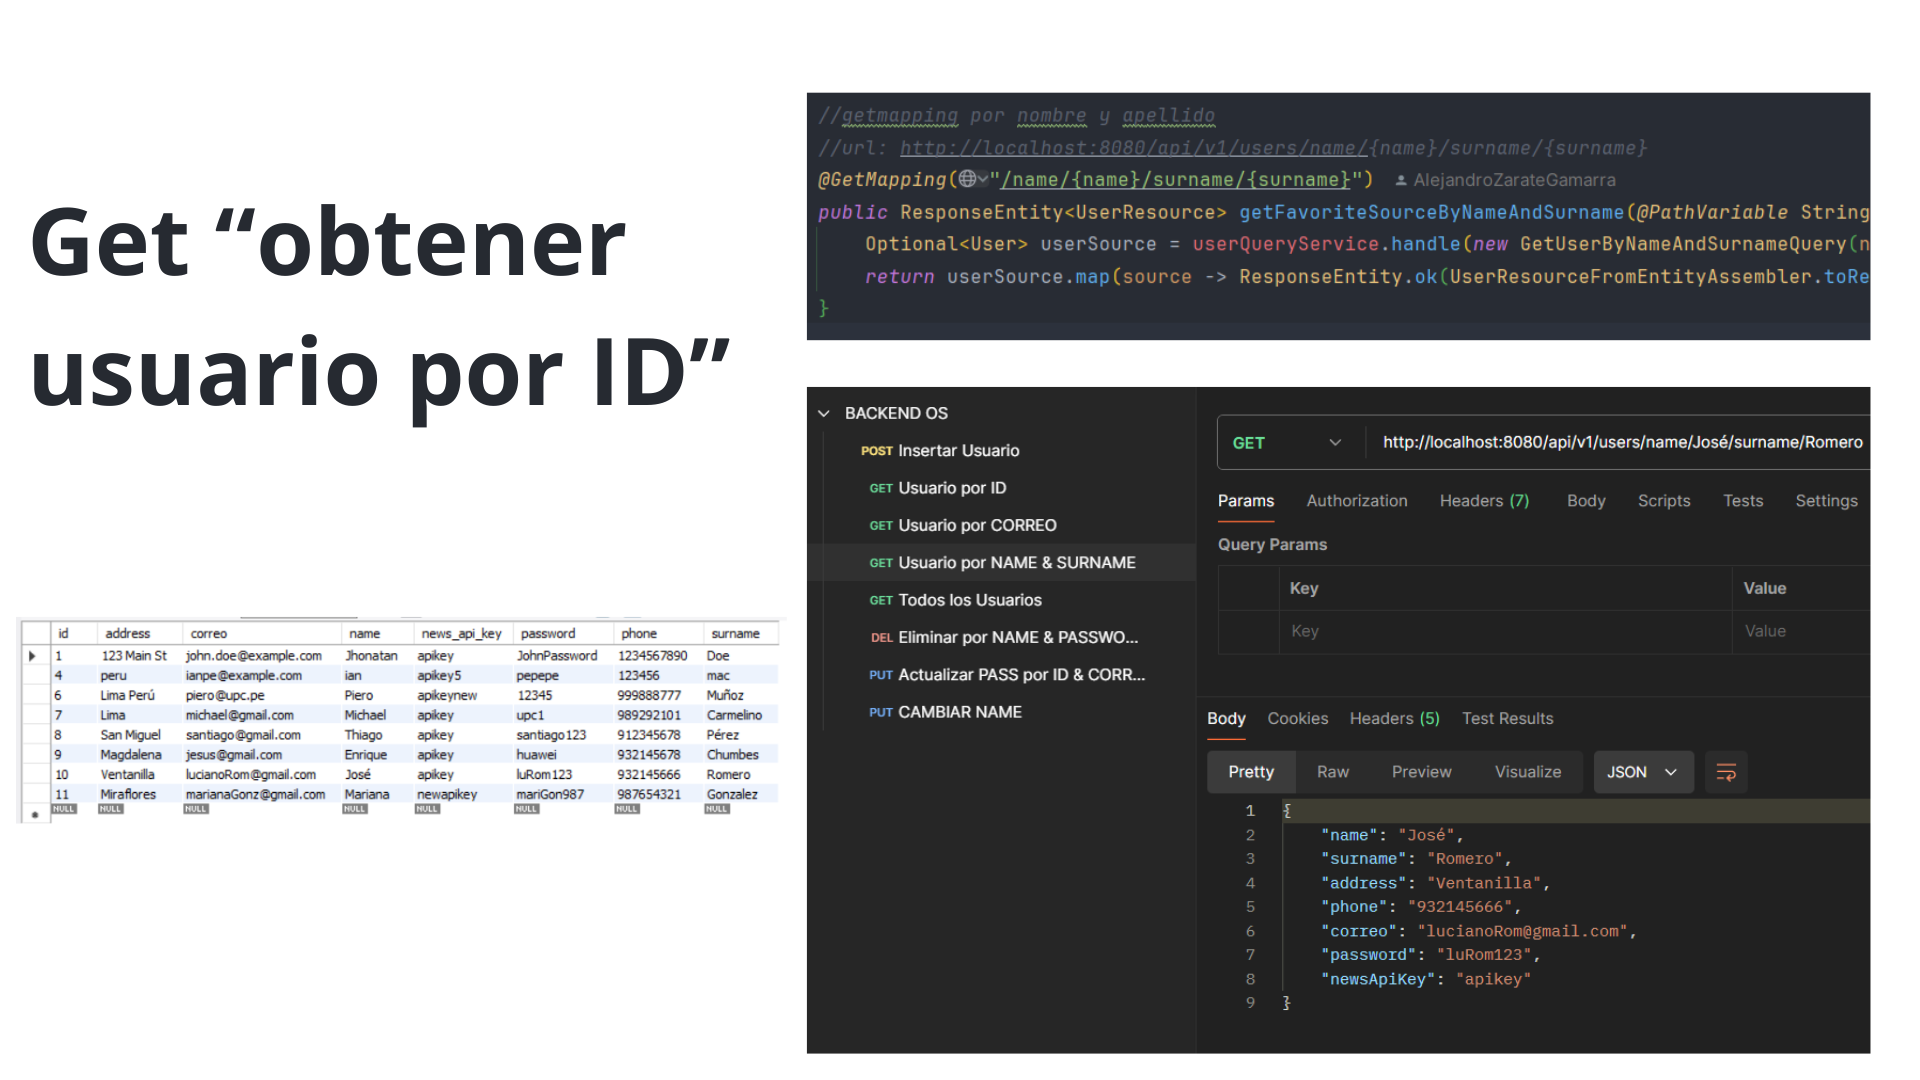 Get “obtener
usuario por ID”
id address correo name news_api_key password phone surname
1 123 Main St john.doe@example.com Jhonatan apikey JohnPassword 1234567890 Doe
4 peru ianpe@example.com ian apikey5 pepepe 123456 mac
6 Lima Perú piero@upc.pe Piero apikeynew 12345 999888777 Muñoz
7 Lima michael@gmail.com Michael apikey upc1 989292101 Carmelino
8 San Miguel santiago@gmail.com Thiago apikey santiago123 912345678 Pérez
9 Magdalena jesus@gmail.com Enrique apikey huawei 932145678 Chumbes
10 Ventanilla lucianoRom@gmail.com José apikey luRom123 932145666 Romero
11 Miraflores marianaGonz@gmail.com Mariana newapikey mariGon987 987654321 Gonzalez
NULL NULL NULL NULL NULL NULL NULL NULL
//getmapping por nombre y apellido
//url: http://localhost:8080/api/v1/users/name/{name}/surname/{surname}
@GetMapping("/name/{name}/surname/{surname}") AlejandroZarateGamarra
public ResponseEntity<UserResource> getFavoriteSourceByNameAndSurname(@PathVariable String
Optional<User> userSource = userQueryService.handle(new GetUserByNameAndSurnameQuery(n
return userSource.map(source -> ResponseEntity.ok(UserResourceFromEntityAssembler.toRe
}
BACKEND OS
POST Insertar Usuario
GET Usuario por ID
GET Usuario por CORREO
GET Usuario por NAME & SURNAME
GET Todos los Usuarios
DEL Eliminar por NAME & PASSWO...
PUT Actualizar PASS por ID & CORR...
PUT CAMBIAR NAME
GET http://localhost:8080/api/v1/users/name/José/surname/Romero
Params Authorization Headers (7) Body Scripts Tests Settings
Query Params
Key Value
Key Value
Body Cookies Headers (5) Test Results
Pretty Raw Preview Visualize JSON
1 {
2 "name": "José",
3 "surname": "Romero",
4 "address": "Ventanilla",
5 "phone": "932145666",
6 "correo": "lucianoRom@gmail.com",
7 "password": "luRom123",
8 "newsApiKey": "apikey"
9 }